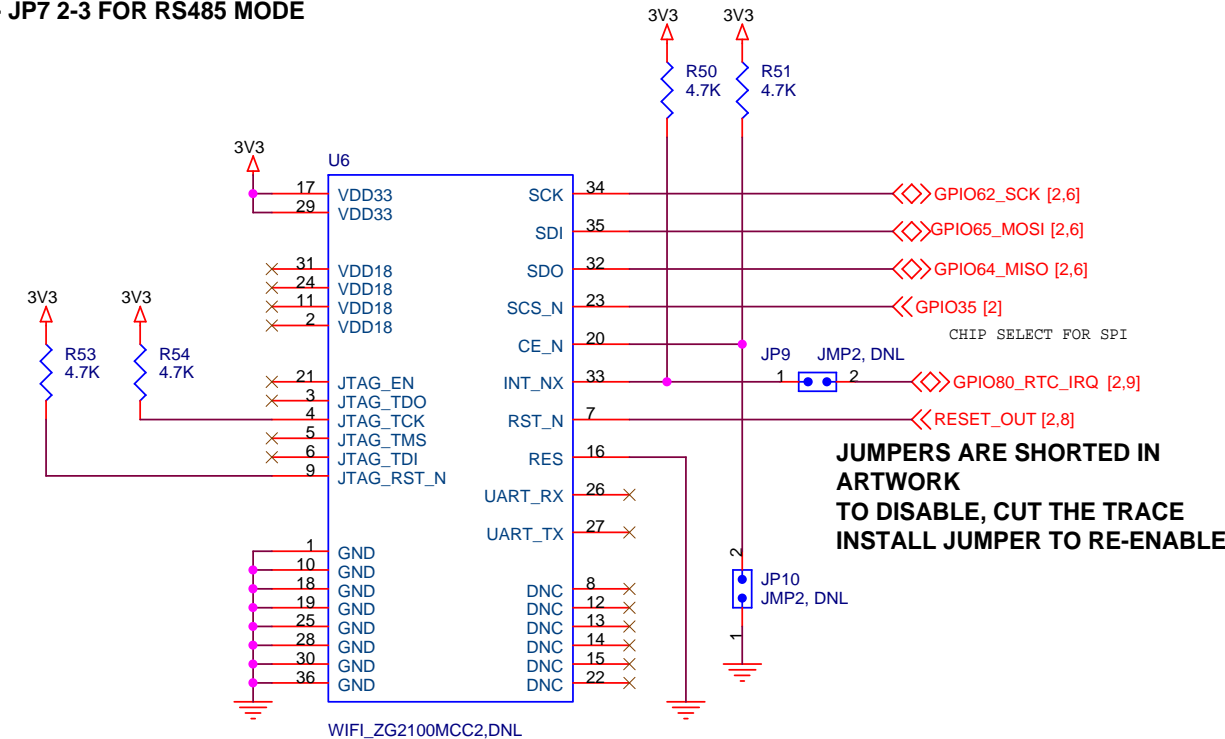 JP7 2-3 FOR RS485 MODE
3V3
3V3
R50
4.7K
R51
4.7K
3V3
U6
17 VDD33
29 VDD33
31 VDD18
24 VDD18
11 VDD18
2 VDD18
3V3
3V3
R53
4.7K
R54
4.7K
21 JTAG_EN
3 JTAG_TDO
4 JTAG_TCK
5 JTAG_TMS
6 JTAG_TDI
9 JTAG_RST_N
1 GND
10 GND
18 GND
19 GND
25 GND
28 GND
30 GND
36 GND
SCK 34 GPIO62_SCK [2,6]
SDI 35 GPIO65_MOSI [2,6]
SDO 32 GPIO64_MISO [2,6]
SCS_N 23 GPIO35 [2]
CHIP SELECT FOR SPI
CE_N 20
JP9 JMP2, DNL
INT_NX 33 1 2 GPIO80_RTC_IRQ [2,9]
RST_N 7 RESET_OUT [2,8]
RES 16
UART_RX 26
UART_TX 27
DNC 8
DNC 12
DNC 13
DNC 14
DNC 15
DNC 22
JUMPERS ARE SHORTED IN
ARTWORK
TO DISABLE, CUT THE TRACE
INSTALL JUMPER TO RE-ENABLE
2
JP10
JMP2, DNL
1
WIFI_ZG2100MCC2,DNL